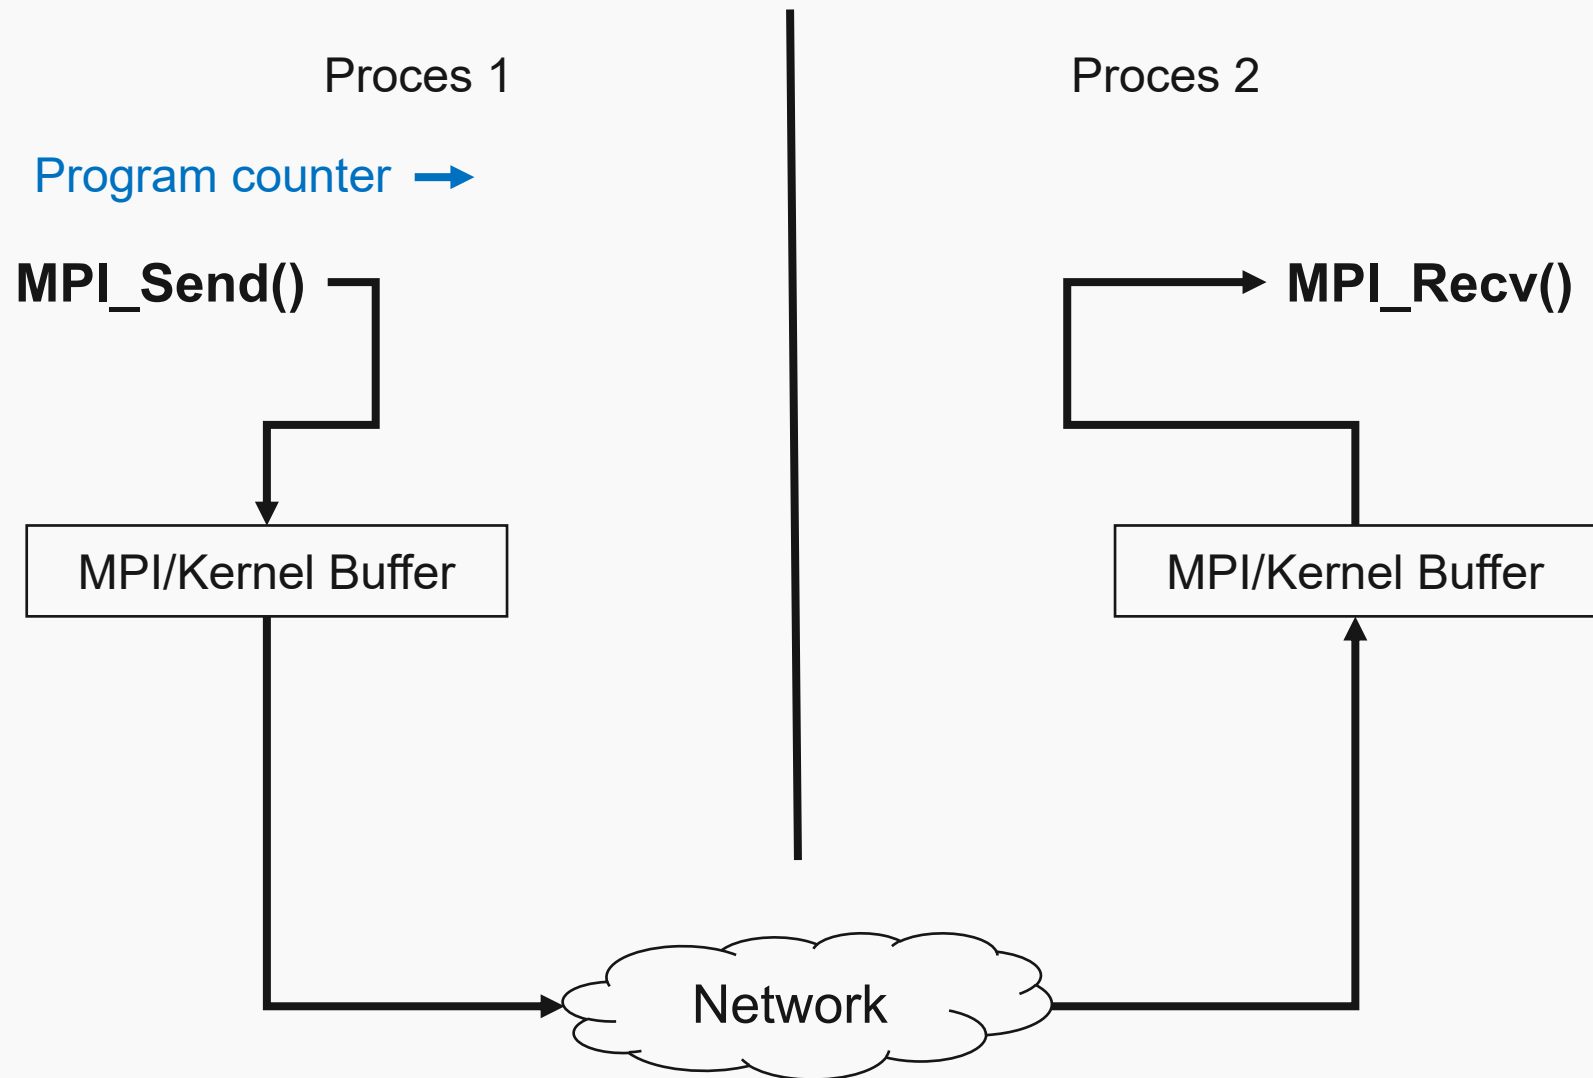 Proces 1
Proces 2
Program counter
MPI_Send()
MPI_Recv()
MPI/Kernel Buffer
MPI/Kernel Buffer
Network